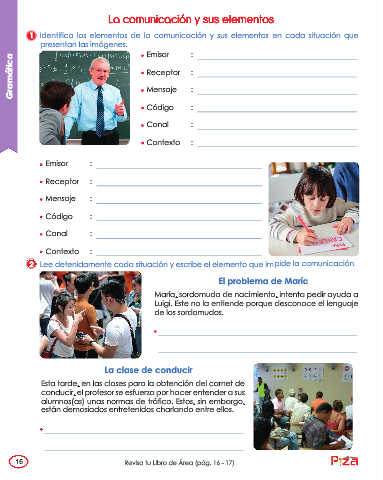 La comunicación y sus elementos
Gramática
1 Identifica los elementos de la comunicación y sus elementos en cada situación que
presentan las imágenes.
• Emisor :
• Receptor :
• Mensaje :
• Código :
• Canal :
• Contexto :
• Emisor :
• Receptor :
• Mensaje :
• Código :
• Canal :
• Contexto :
2 Lee detenidamente cada situación y escribe el elemento que impide la comunicación.
El problema de María
María, sordomuda de nacimiento, intenta pedir ayuda a
Luigi. Este no la entiende porque desconoce el lenguaje
de los sordomudos.
La clase de conducir
Esta tarde, en las clases para la obtención del carnet de
conducir, el profesor se esfuerza por hacer entender a sus
alumnos(as) unas normas de tráfico. Estos, sin embargo,
están demasiados entretenidos charlando entre ellos.
16
Revisa tu Libro de Área (pág. 16 - 17)